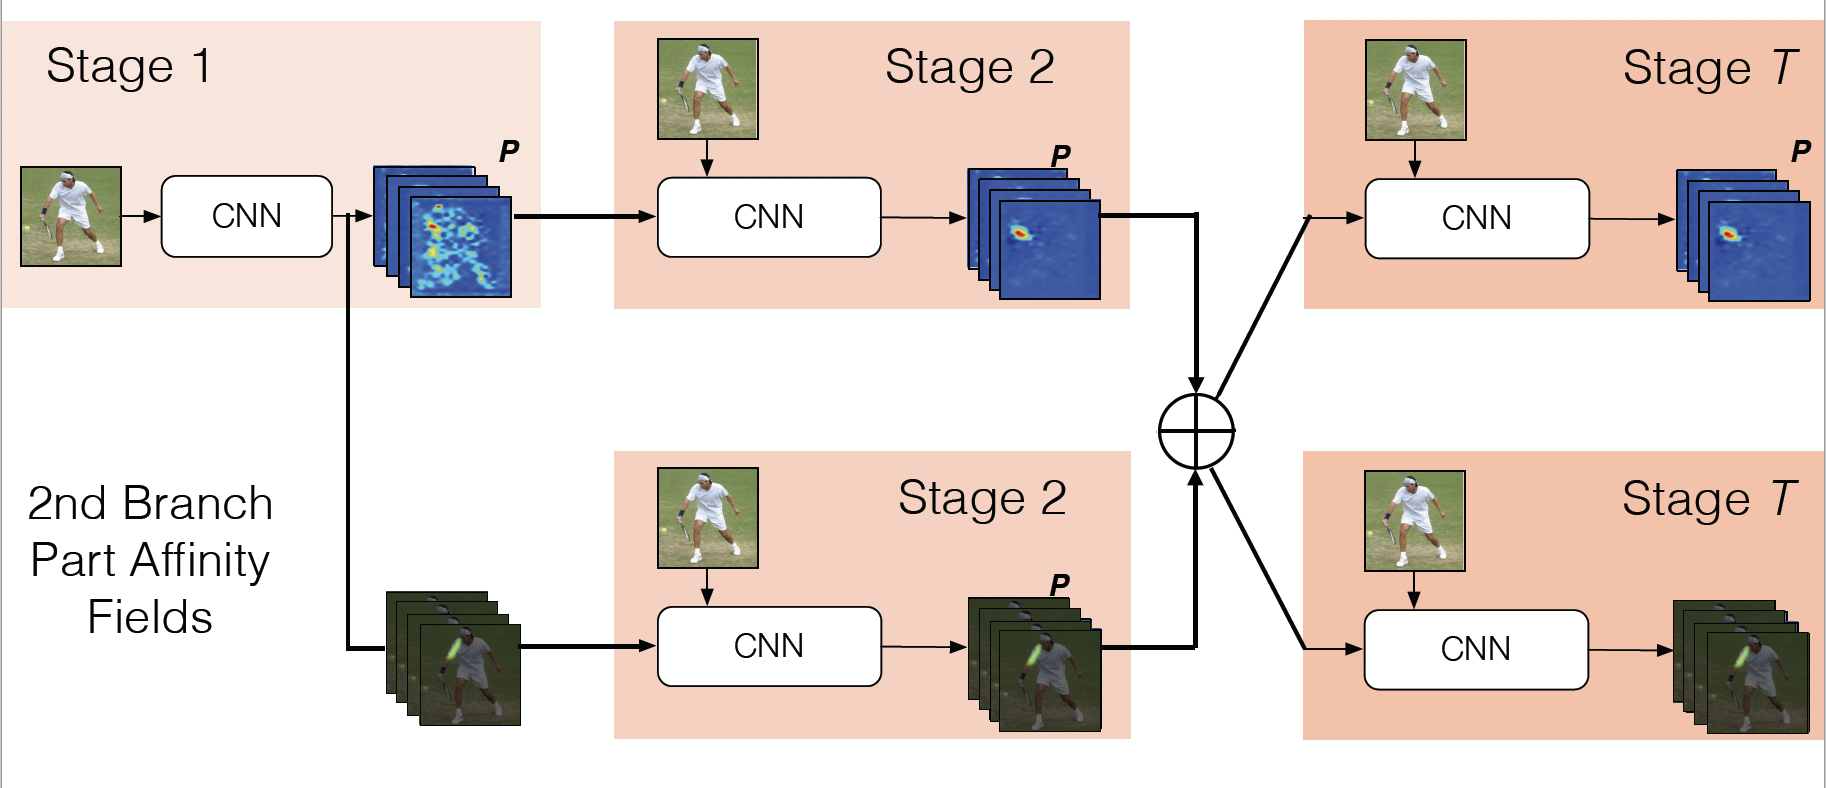 Stage 1
P
CNN
Stage 2
P
CNN
Stage T
P
CNN
2nd Branch
Part Affinity
Fields
Stage 2
P
CNN
Stage T
CNN